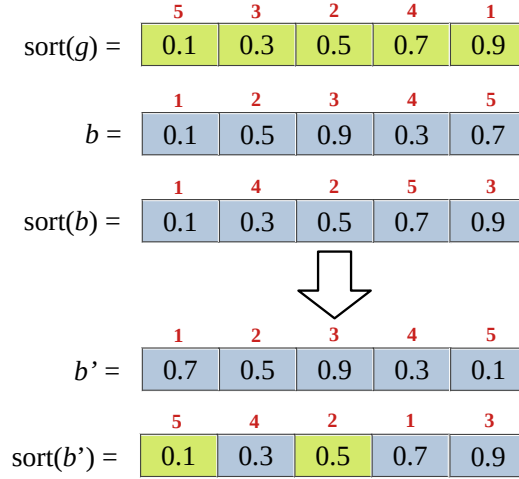 5 3 2 4 1
sort(g) = 0.1 0.3 0.5 0.7 0.9
1 2 3 4 5
b = 0.1 0.5 0.9 0.3 0.7
1 4 2 5 3
sort(b) = 0.1 0.3 0.5 0.7 0.9
1 2 3 4 5
b’ = 0.7 0.5 0.9 0.3 0.1
5 4 2 1 3
sort(b’) = 0.1 0.3 0.5 0.7 0.9